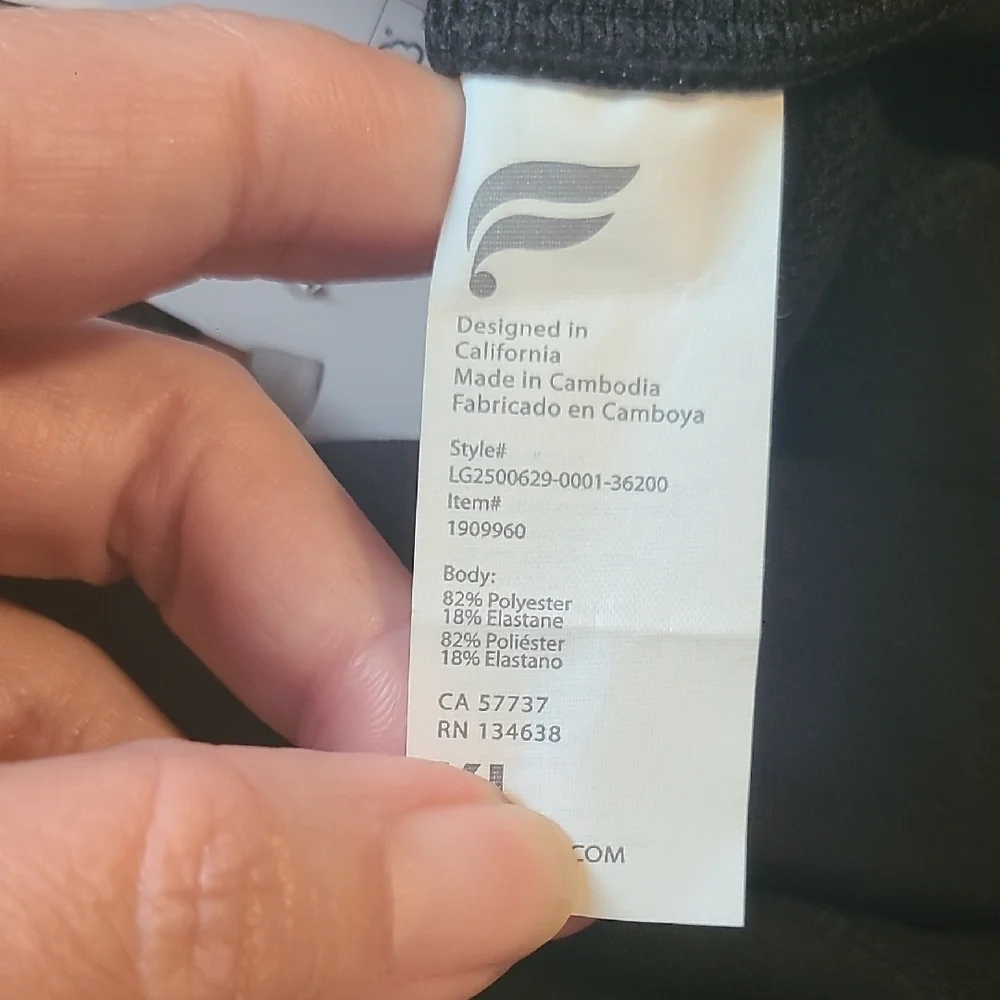 Designed in
California
Made in Cambodia
Fabricado en Camboya
Style#
LG2500629-0001-36200
Item#
1909960
Body:
82% Polyester
18% Elastane
82% Poliéster
18% Elastano
CA 57737
RN 134638
COM